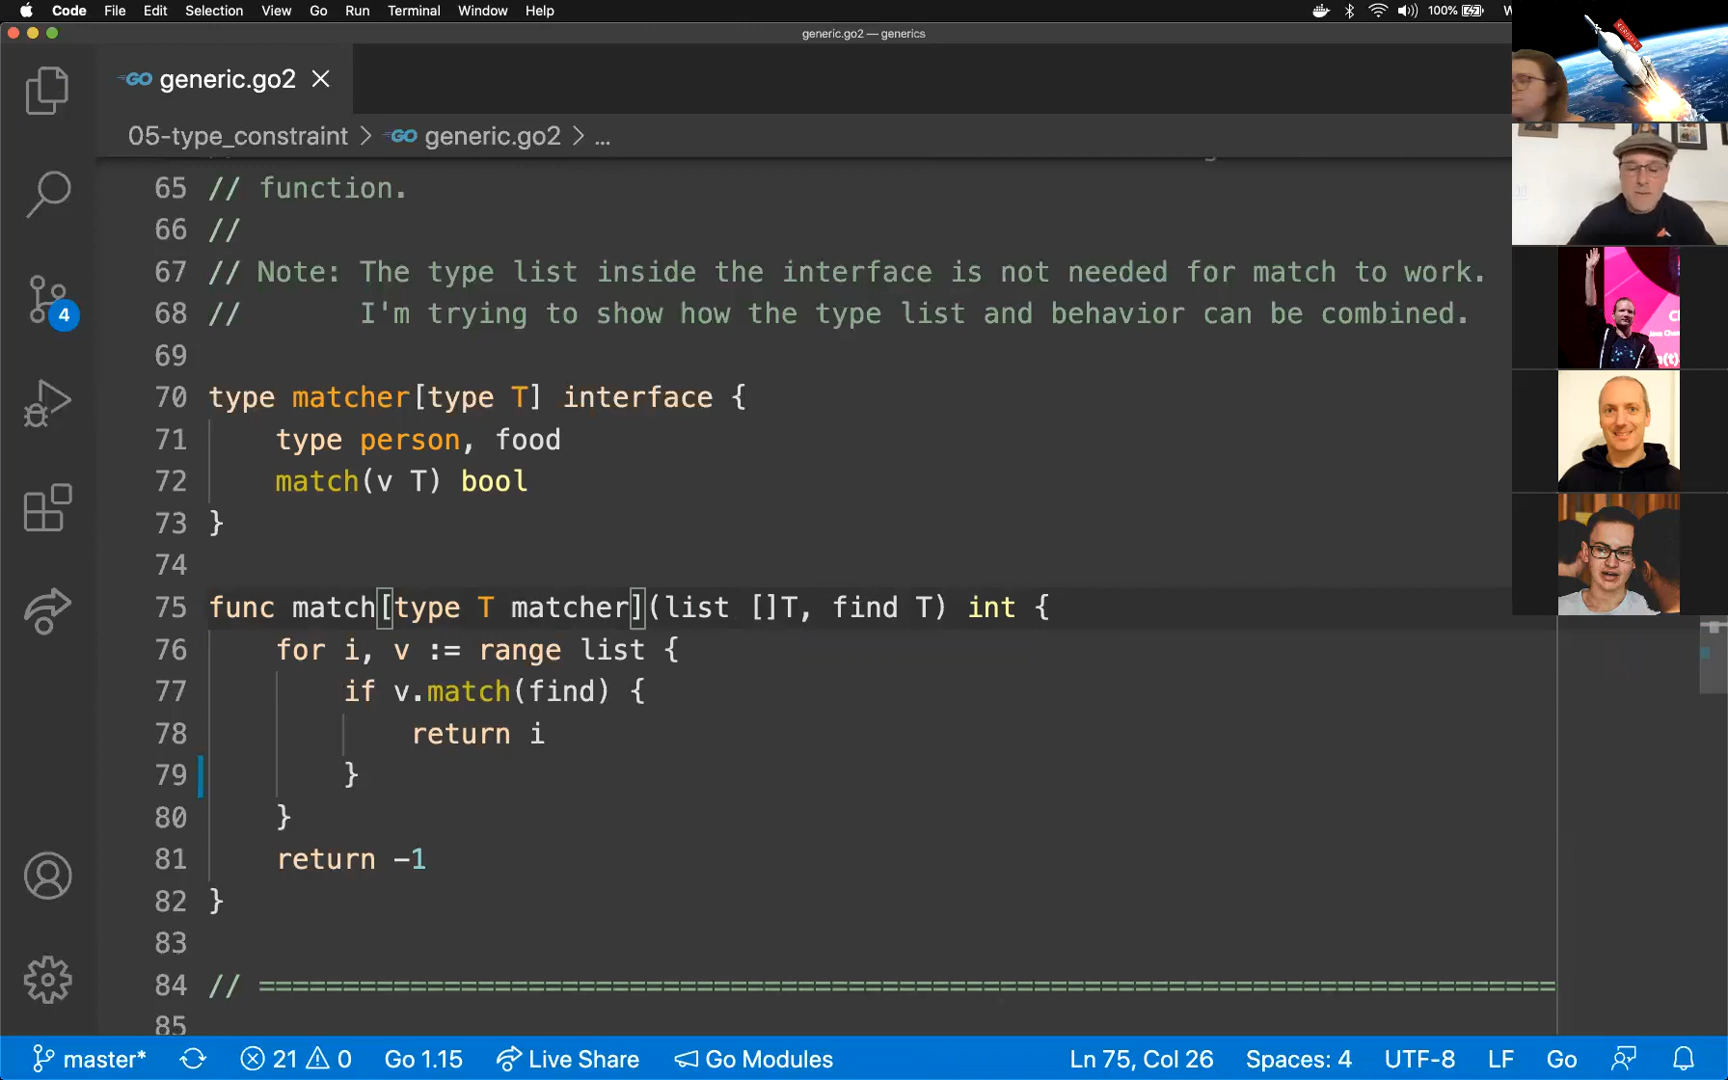 Code File Edit Selection View Go Run Terminal Window Help 100%
generic.go2 — generics
GO generic.go2
05-type_constraint > GO generic.go2 > ...
65 // function.
66 //
67 // Note: The type list inside the interface is not needed for match to work.
68 // I'm trying to show how the type list and behavior can be combined.
69
70 type matcher[type T] interface {
71 type person, food
72 match(v T) bool
73 }
74
75 func match[type T matcher](list []T, find T) int {
76 for i, v := range list {
77 if v.match(find) {
78 return i
79 }
80 }
81 return -1
82 }
83
84 // =============================================================================
85
4
master* 21 0 Go 1.15 Live Share Go Modules Ln 75, Col 26 Spaces: 4 UTF-8 LF Go